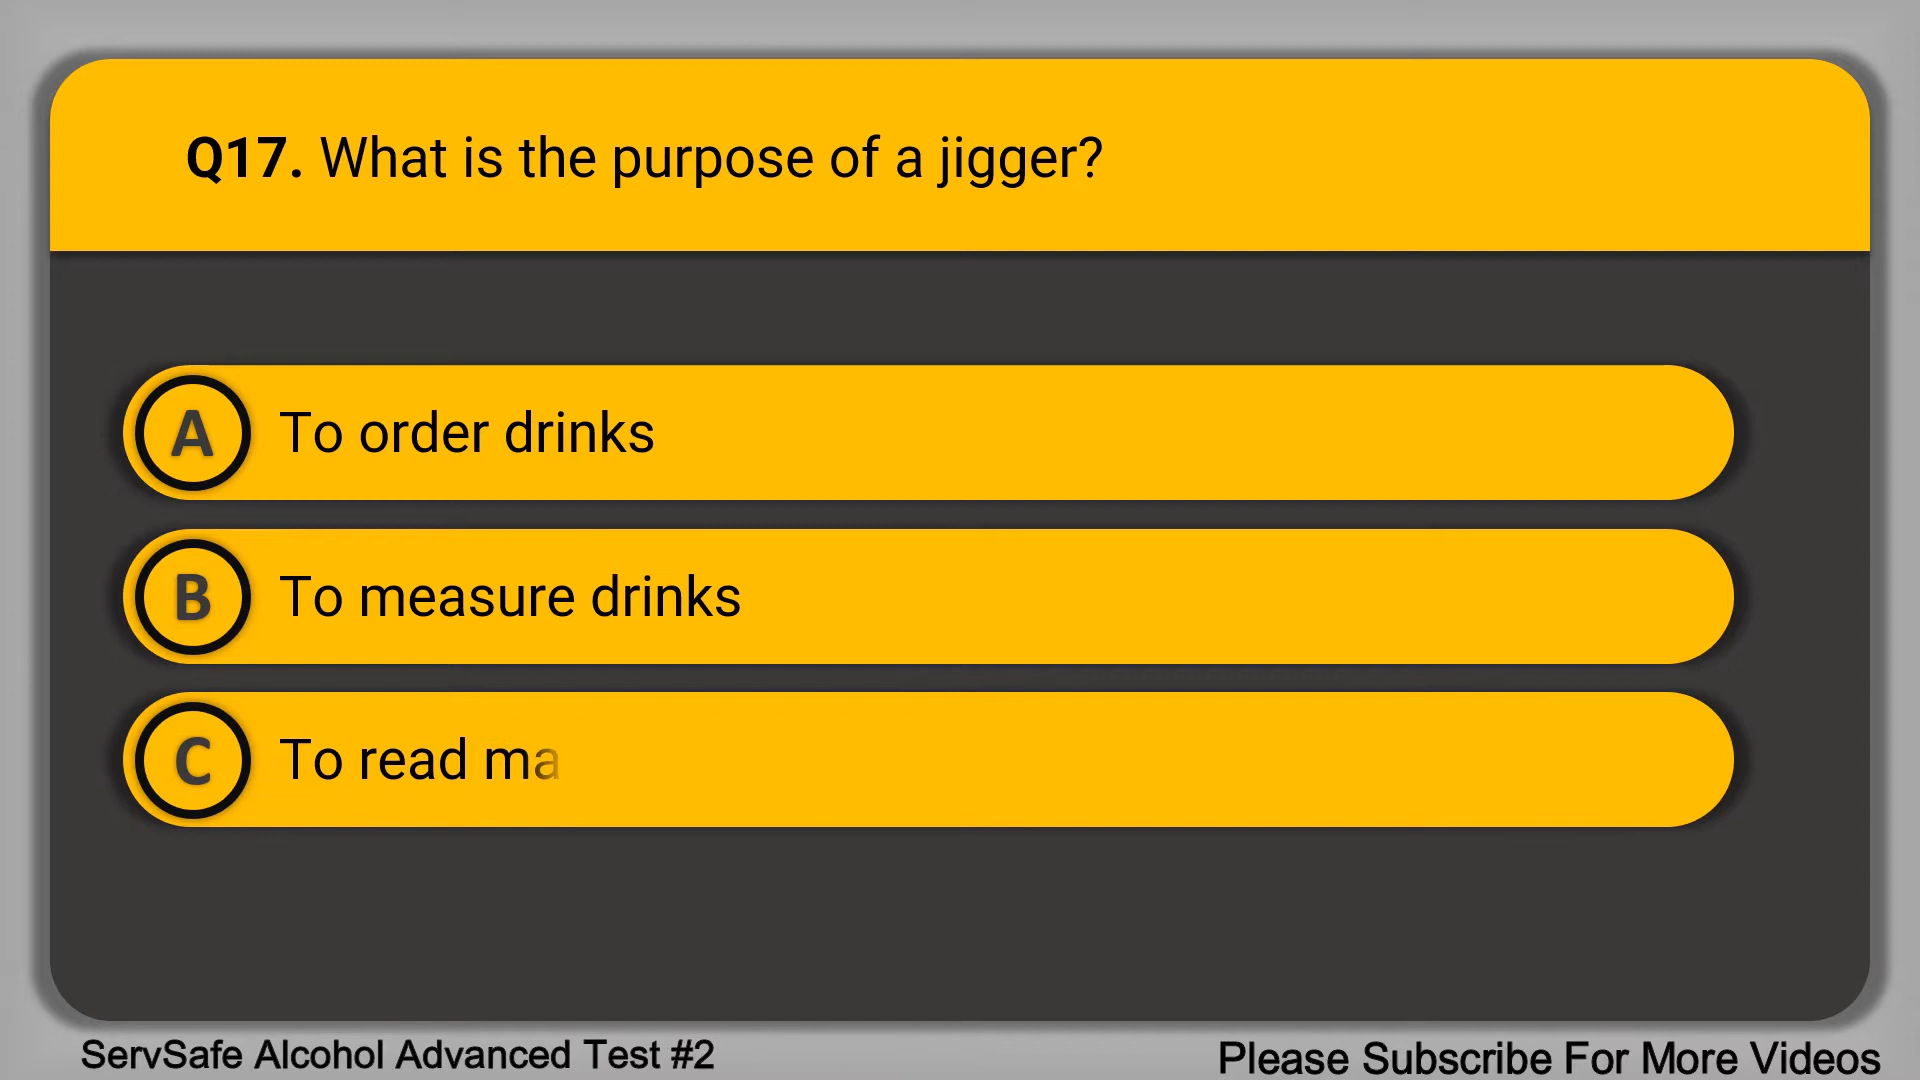 Q17. What is the purpose of a jigger?
A To order drinks
B To measure drinks
C To read ma
ServSafe Alcohol Advanced Test #2
Please Subscribe For More Videos